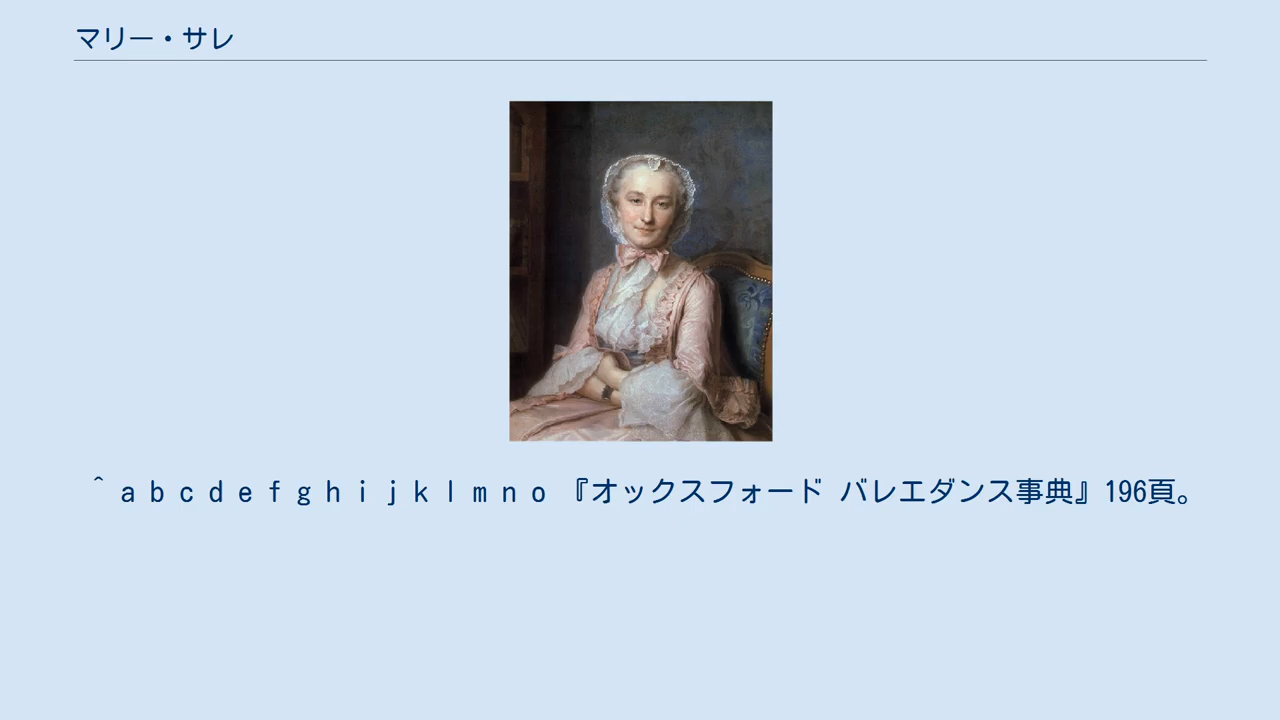 マリー・サレ
^ a b c d e f g h i j k l m n o 『オックスフォード バレエダンス事典』196頁。